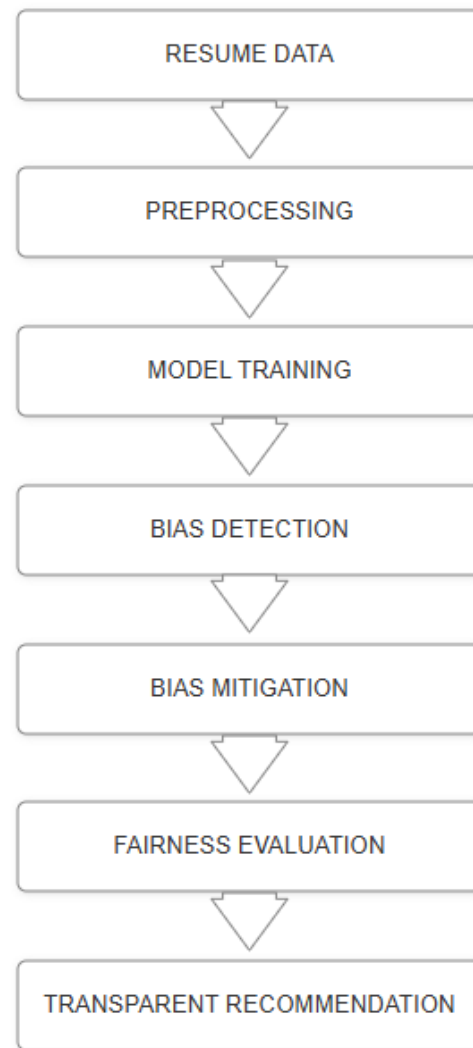 RESUME DATA
PREPROCESSING
MODEL TRAINING
BIAS DETECTION
BIAS MITIGATION
FAIRNESS EVALUATION
TRANSPARENT RECOMMENDATION